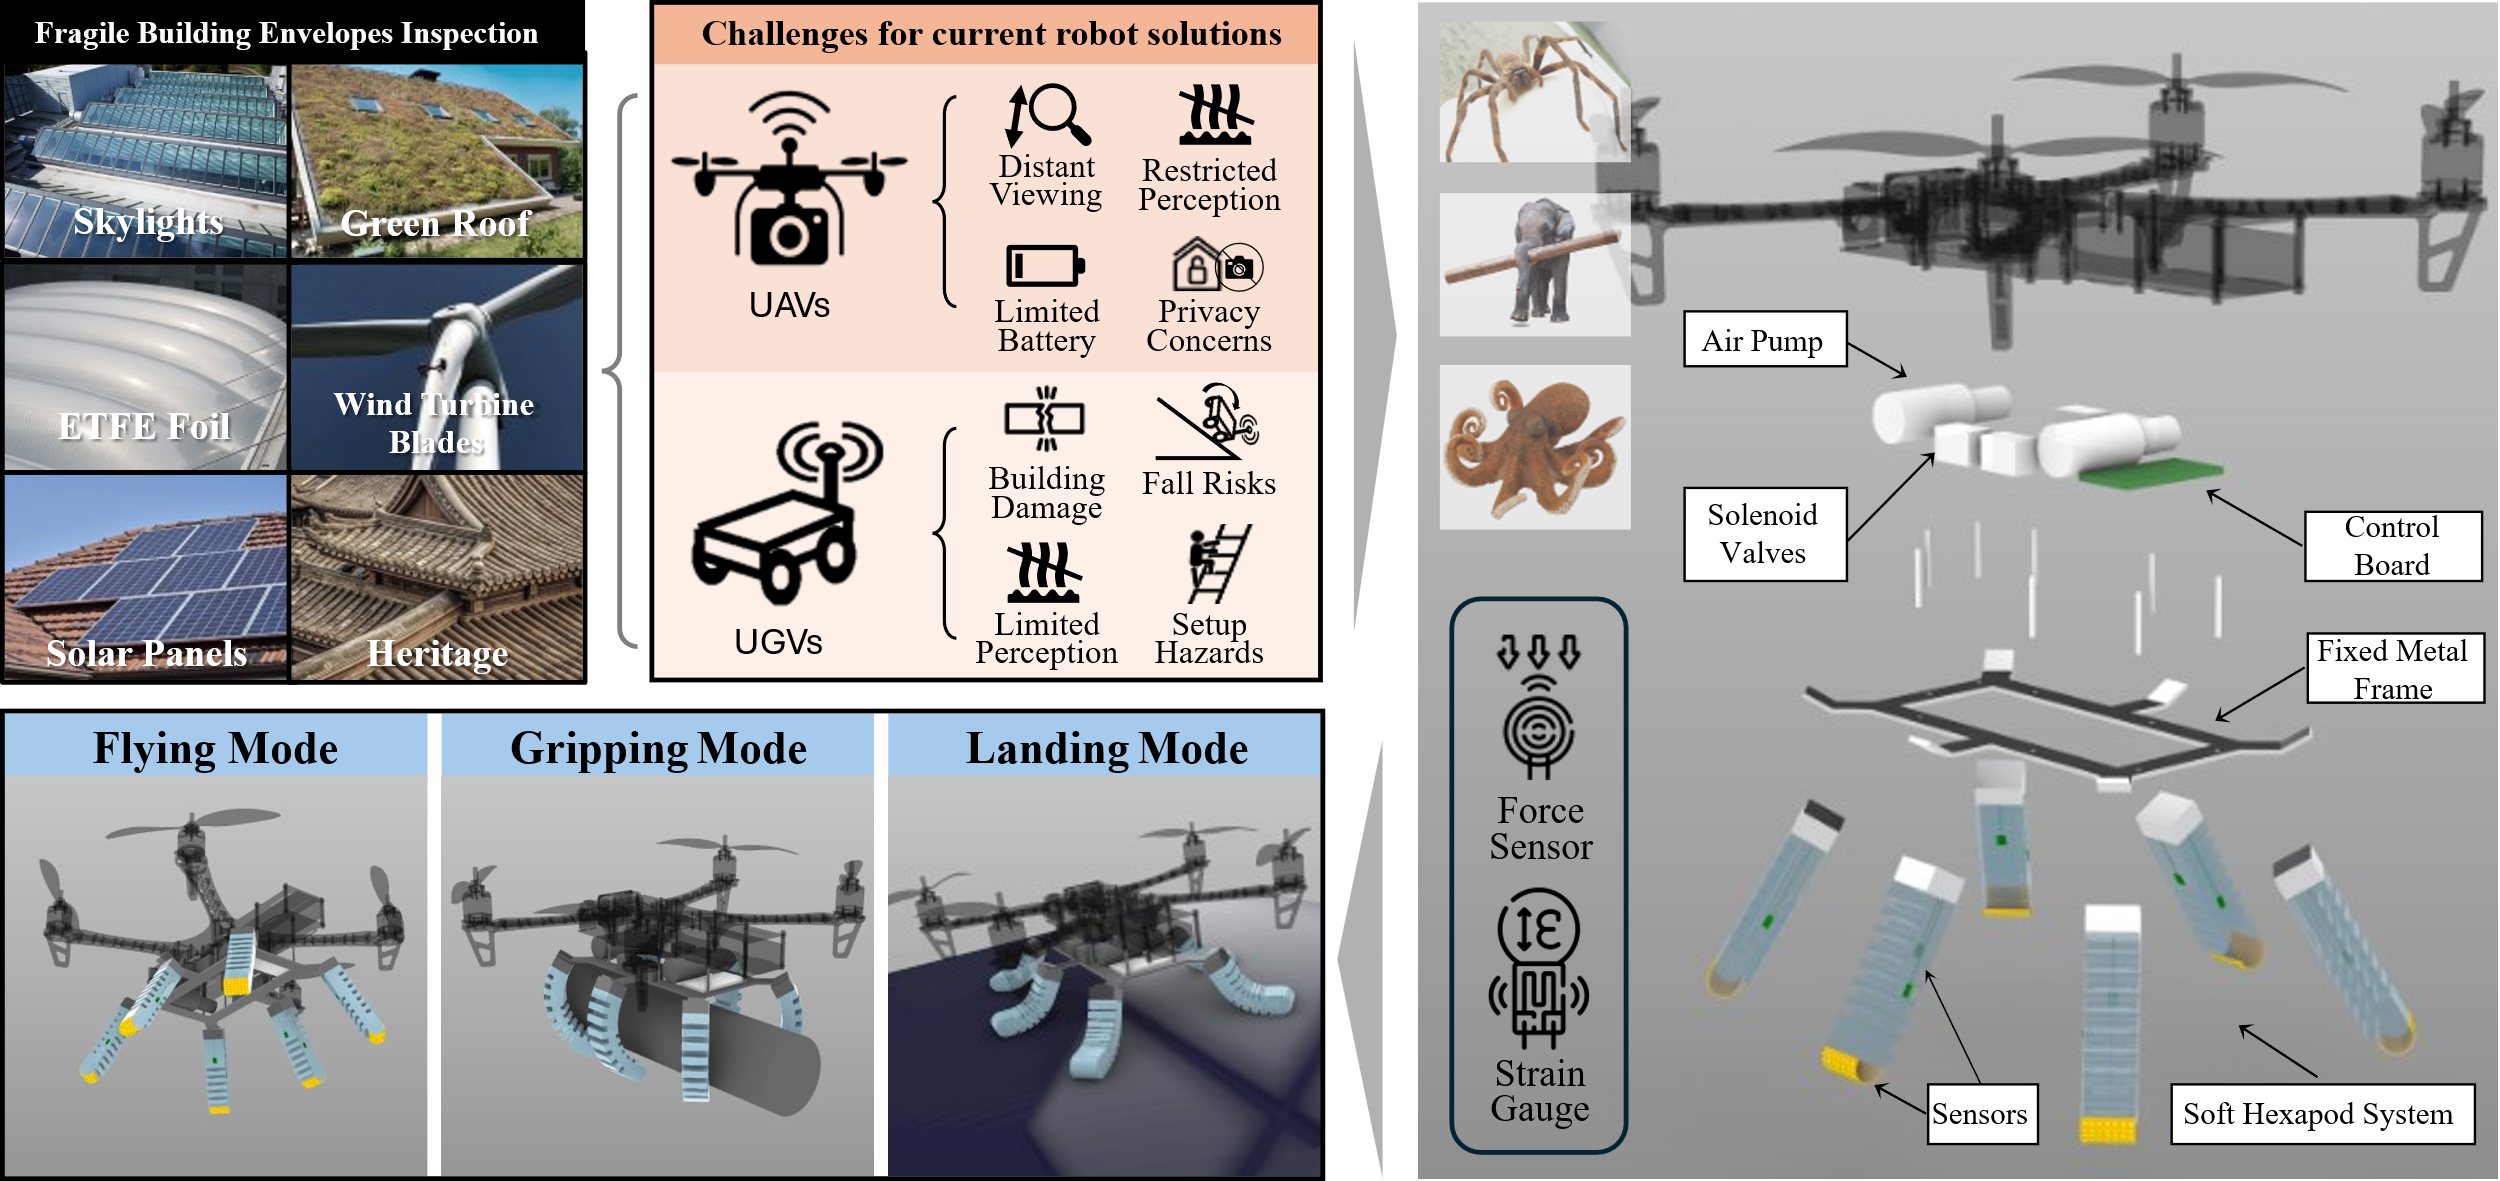 Fragile Building Envelopes Inspection
Skylights
Green Roof
ETFE Foil
Wind Turbine
Blades
Solar Panels
Heritage
Challenges for current robot solutions
UAVs
Distant
Viewing
Restricted
Perception
Limited
Battery
Privacy
Concerns
UGVs
Building
Damage
Fall Risks
Limited
Perception
Setup
Hazards
Flying Mode
Gripping Mode
Landing Mode
Air Pump
Solenoid
Valves
Control
Board
Fixed Metal
Frame
Force
Sensor
Strain
Gauge
Sensors
Soft Hexapod System